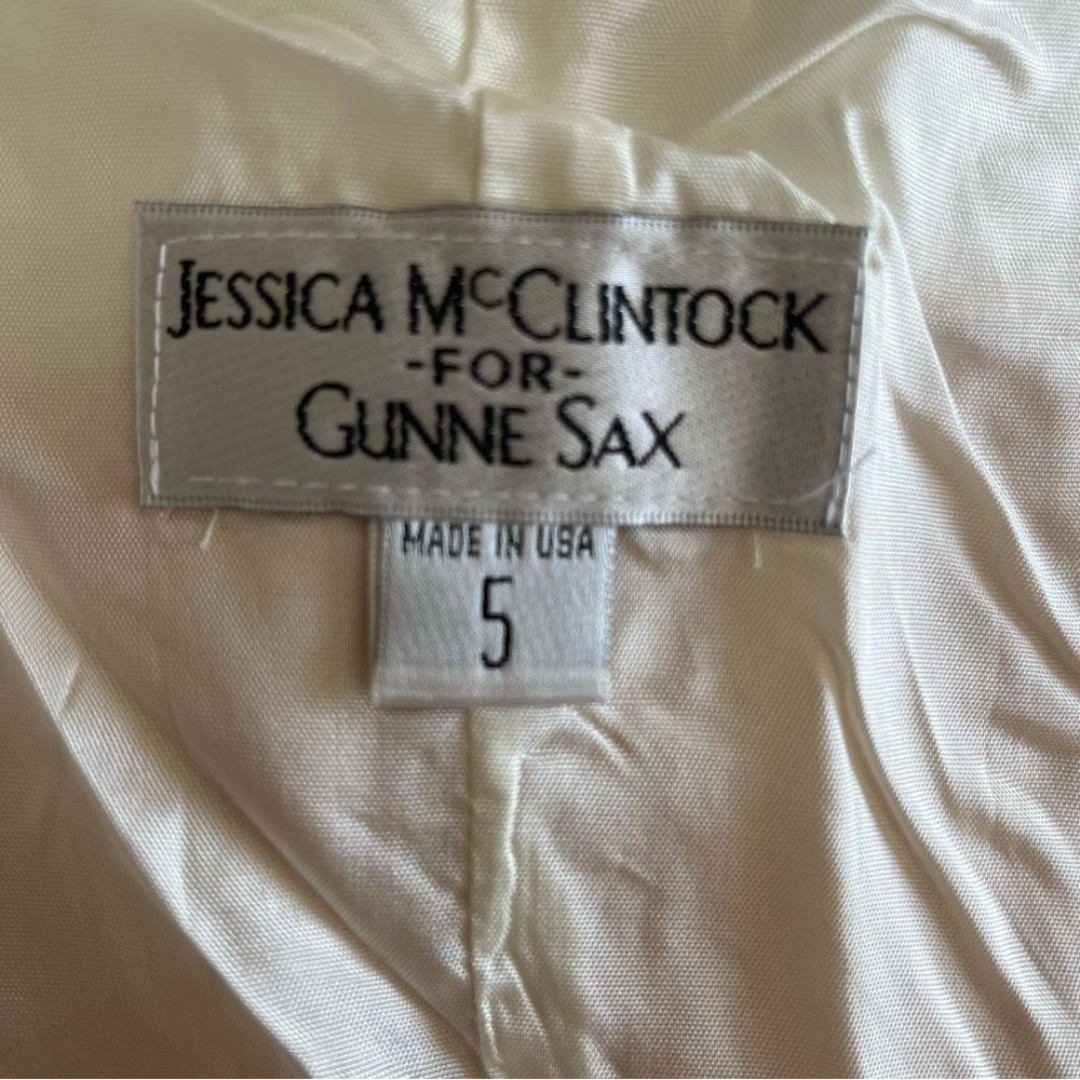 JESSICA McCLINTOCK
-FOR-
GUNNE SAX
MADE IN USA
5